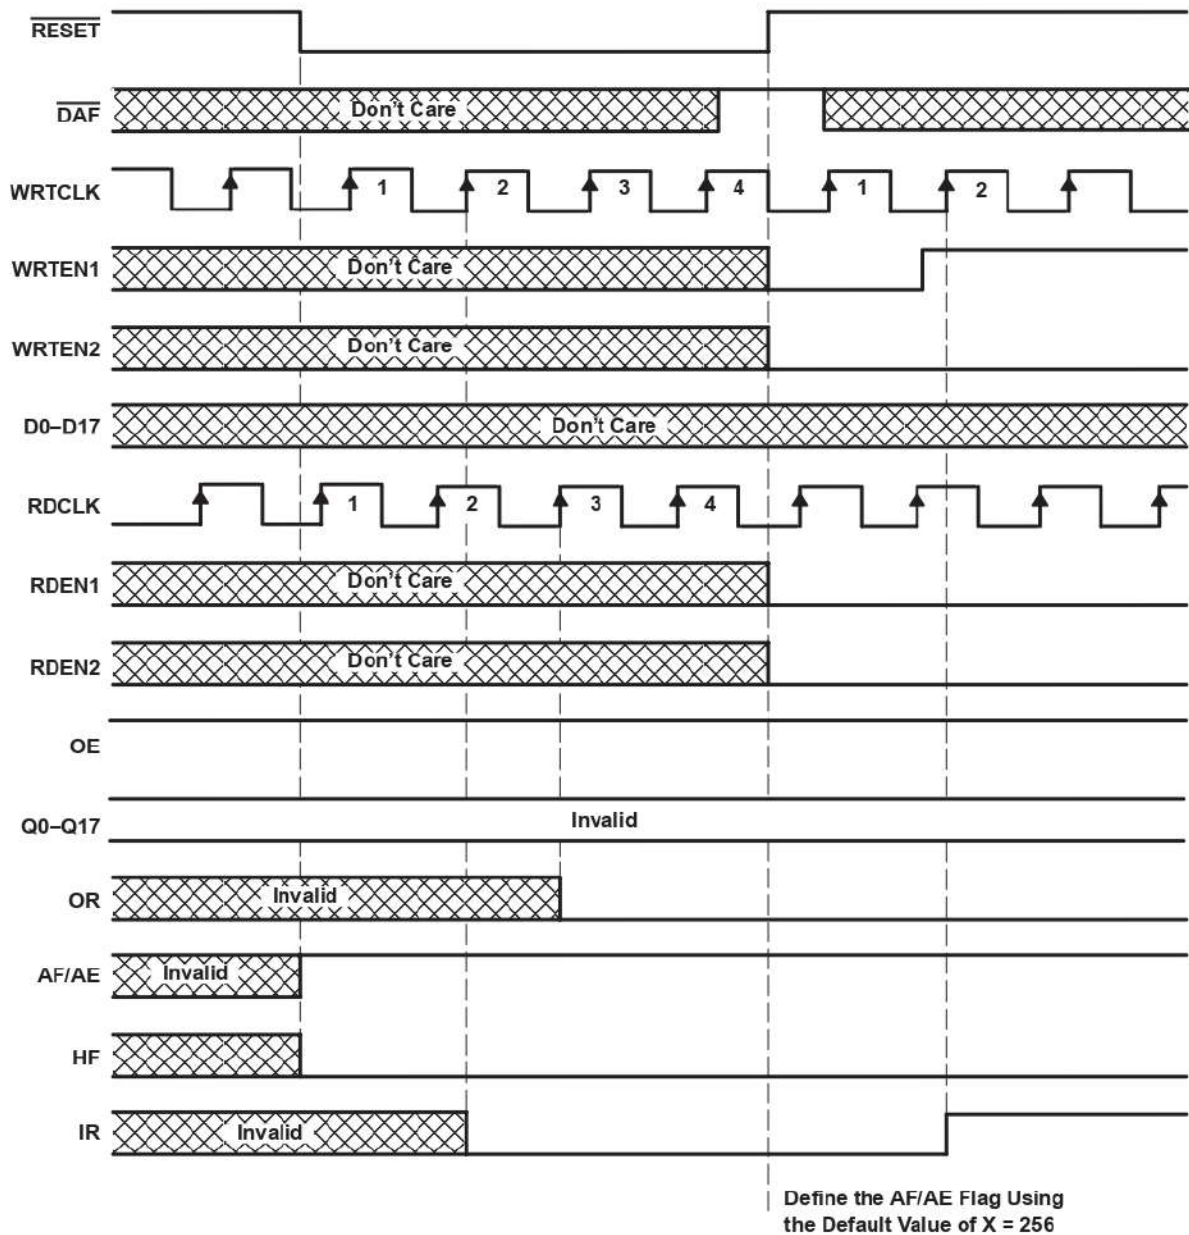 RESET
DAF
Don't Care
WRTCLK
1 2 3 4 1 2
WRTEN1
Don't Care
WRTEN2
Don't Care
D0–D17
Don't Care
RDCLK
1 2 3 4
RDEN1
Don't Care
RDEN2
Don't Care
OE
Q0–Q17
Invalid
OR
Invalid
AF/AE
Invalid
HF
IR
Invalid
Define the AF/AE Flag Using
the Default Value of X = 256